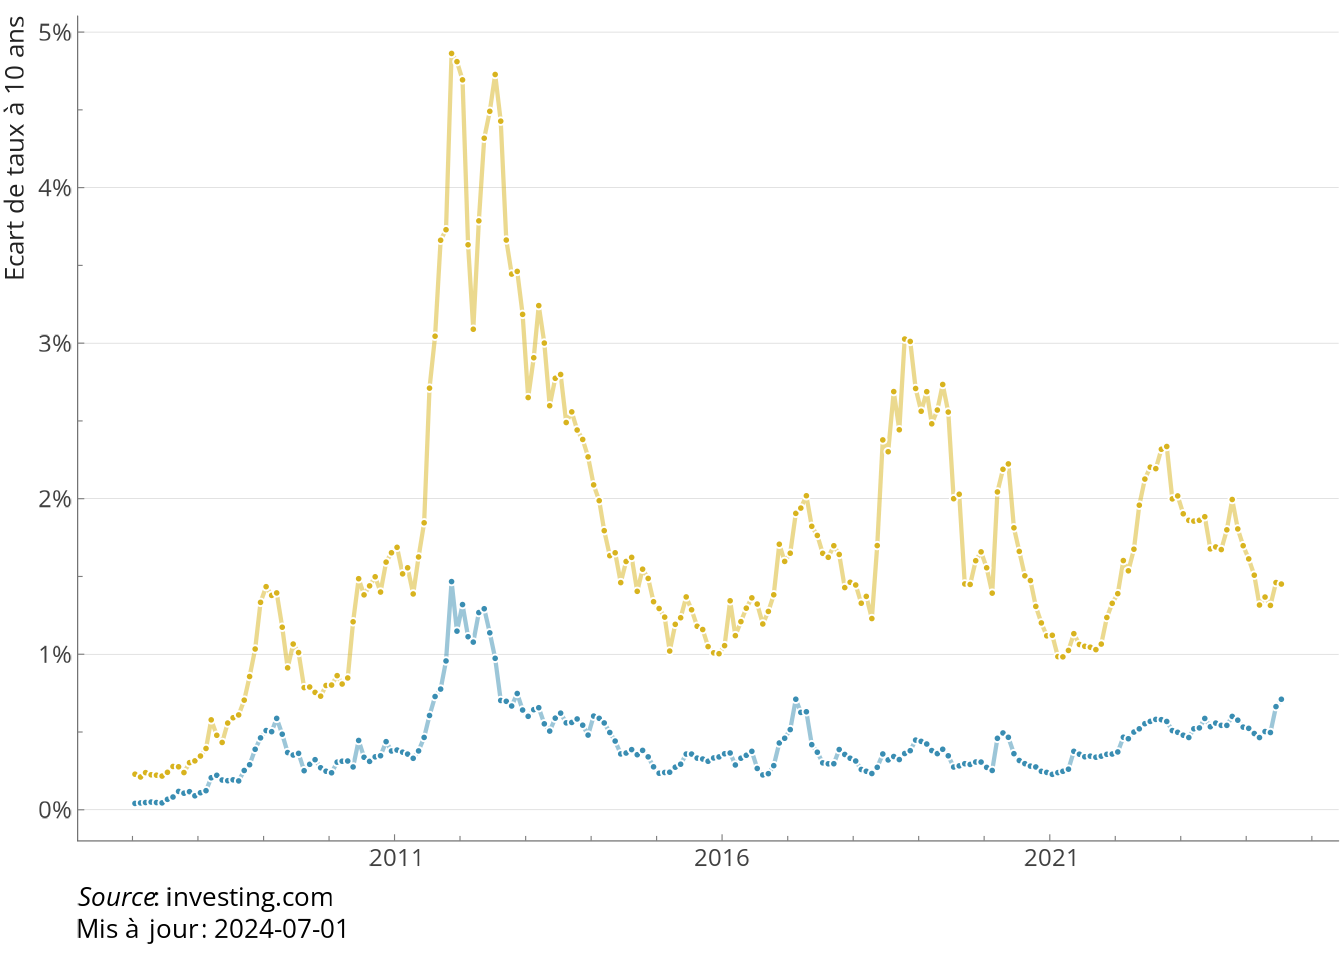 Ecart de taux à 10 ans
5%
4%
3%
2%
1%
0%
2011 2016 2021
Source: investing.com
Mis à jour: 2024-07-01